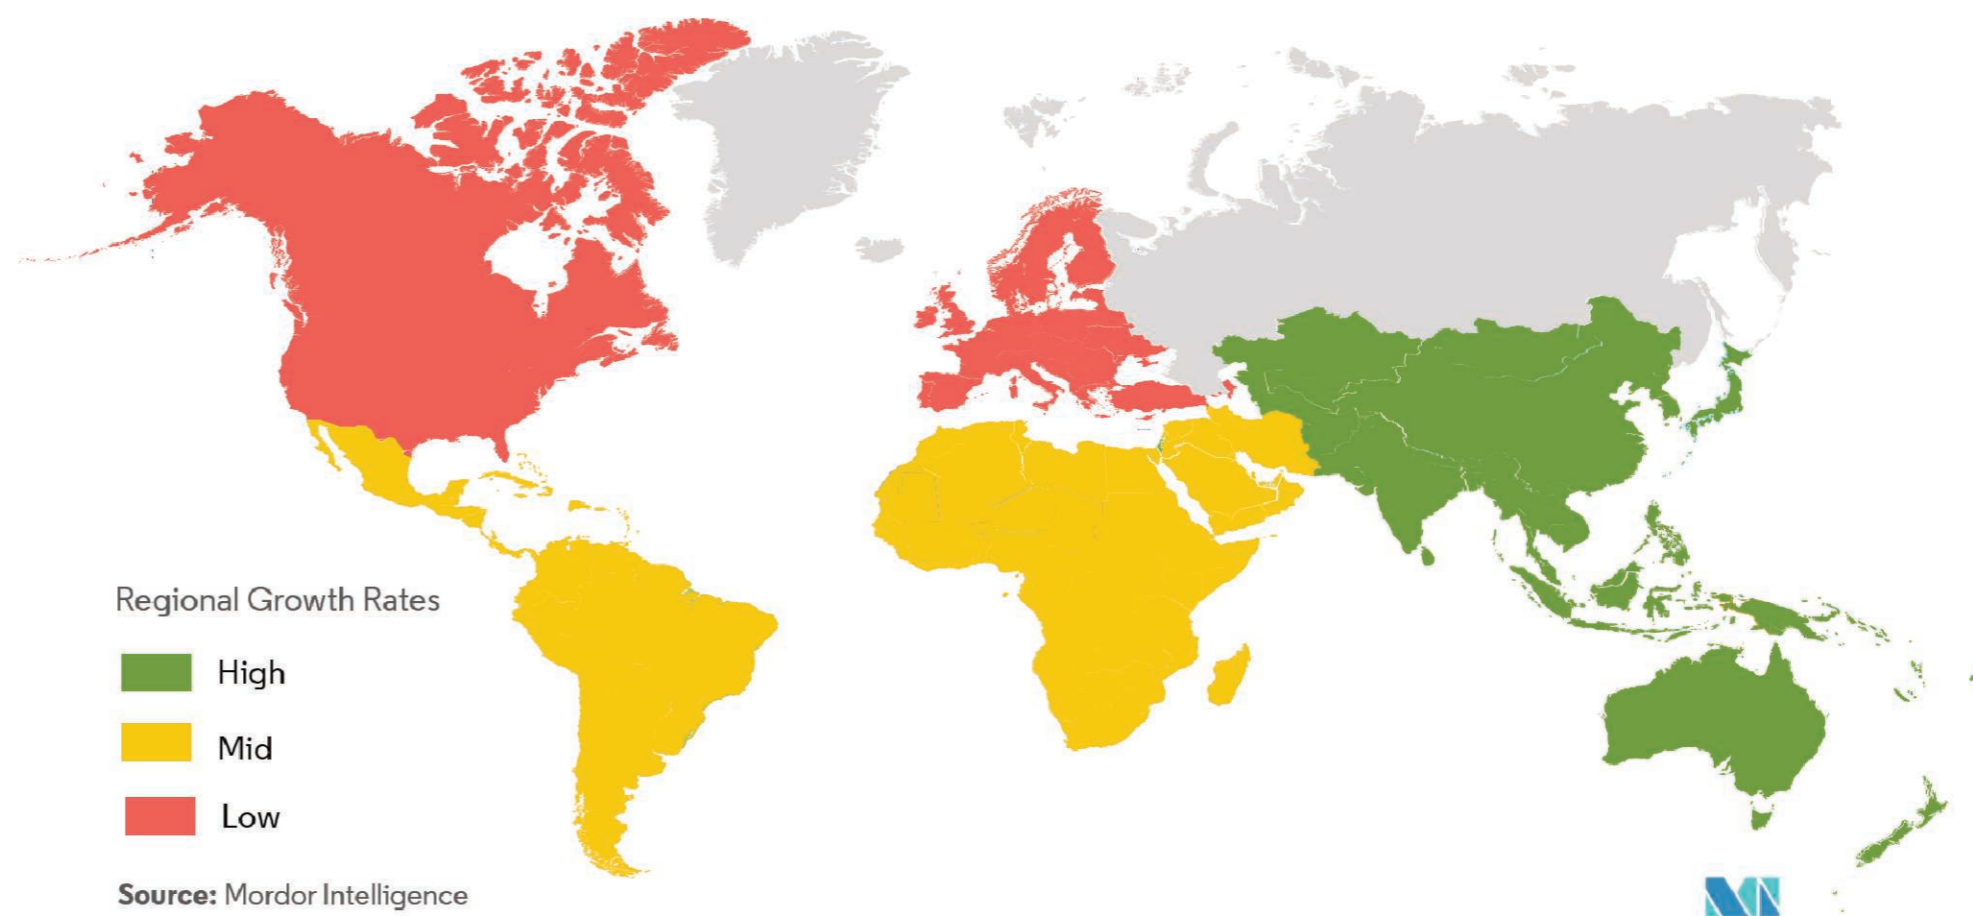 Regional Growth Rates
High
Mid
Low
Source: Mordor Intelligence